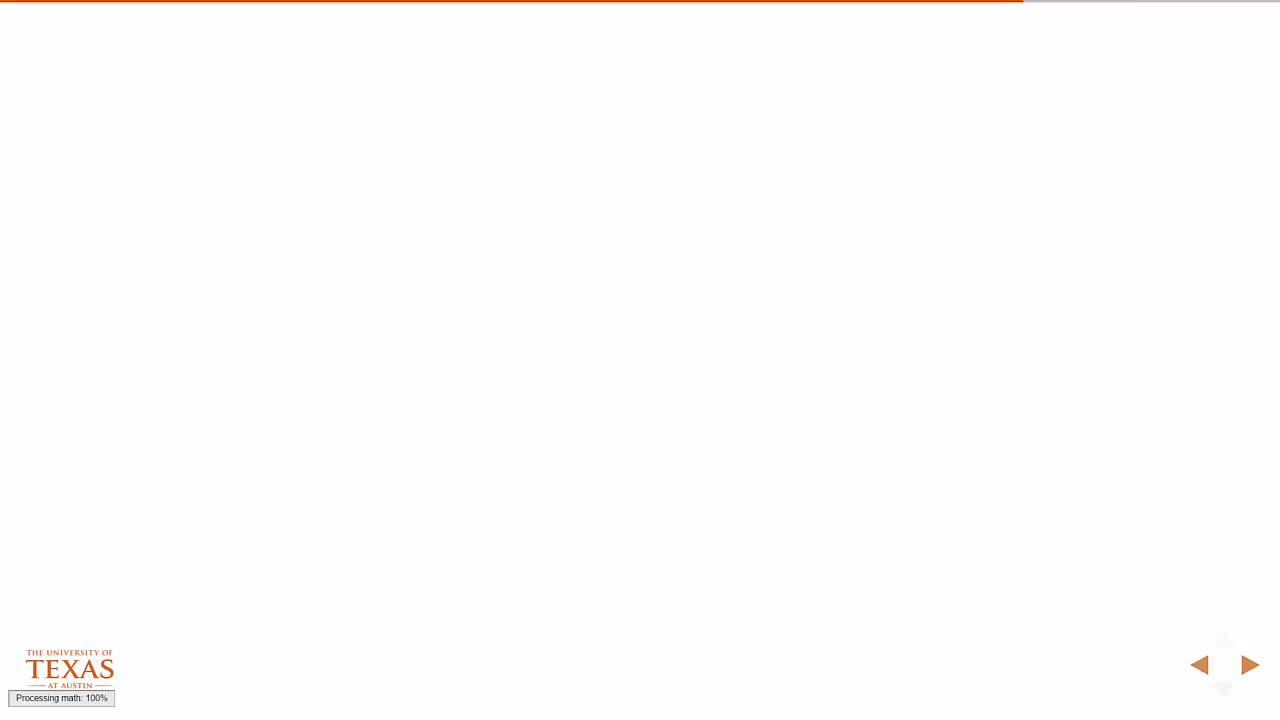 THE UNIVERSITY OF
TEXAS
AT AUSTIN
Processing math: 100%